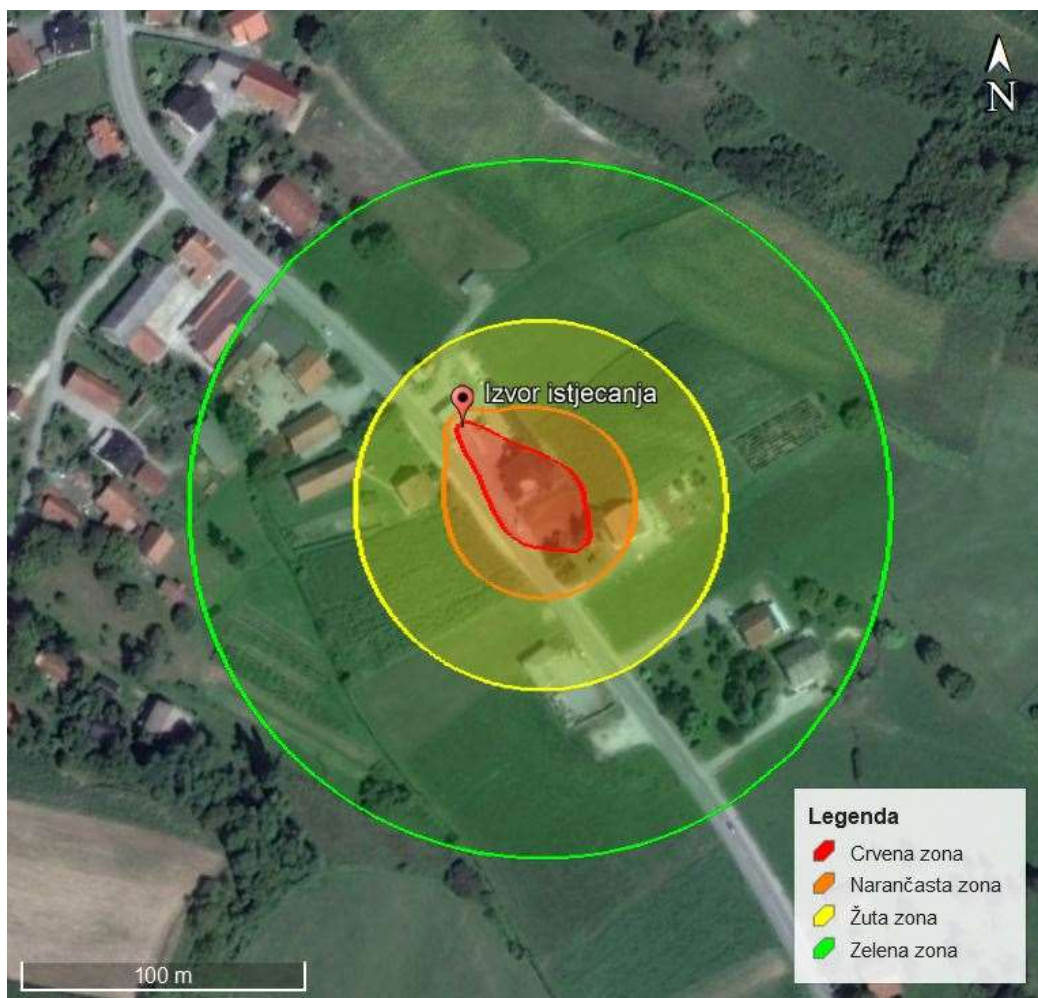 N
Izvor istjecanja
Legenda
Crvena zona
Narančasta zona
Žuta zona
Zelena zona
100 m